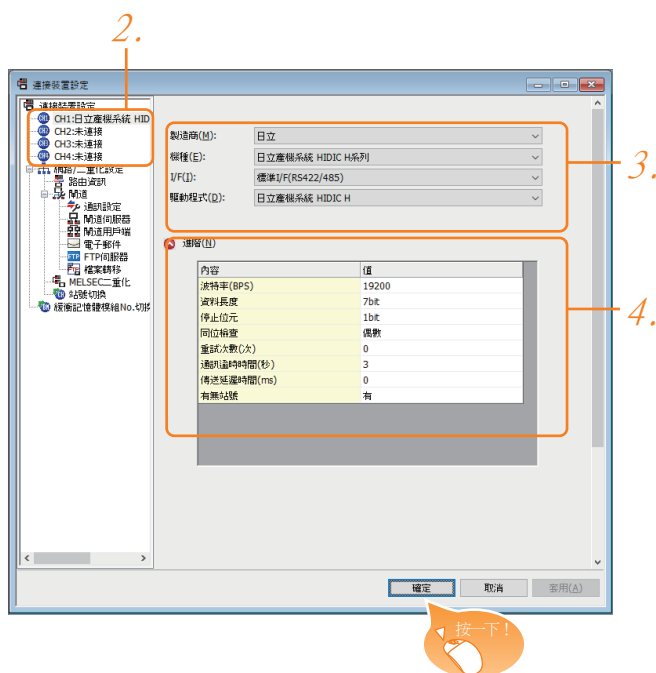 2.
連接裝置設定
連接裝置設定
CH1:日立產機系統 HID
CH2:未連接
CH3:未連接
CH4:未連接
網路/二重化設定
路由資訊
閘道
通訊設定
閘道伺服器
閘道用戶端
電子郵件
FTP伺服器
檔案轉移
MELSEC二重化
站號切換
緩衝記憶體模組No.切換
製造商(M):
日立
機種(E):
日立產機系統 HIDIC H系列
I/F(I):
標準I/F(RS422/485)
驅動程式(D):
日立產機系統 HIDIC H
3.
進階(N)
內容 值
波特率(BPS) 19200
資料長度 7bit
停止位元 1bit
同位檢查 偶數
重試次數(次) 0
通訊逾時時間(秒) 3
傳送延遲時間(ms) 0
有無站號 有
4.
確定 取消 套用(A)
按一下!